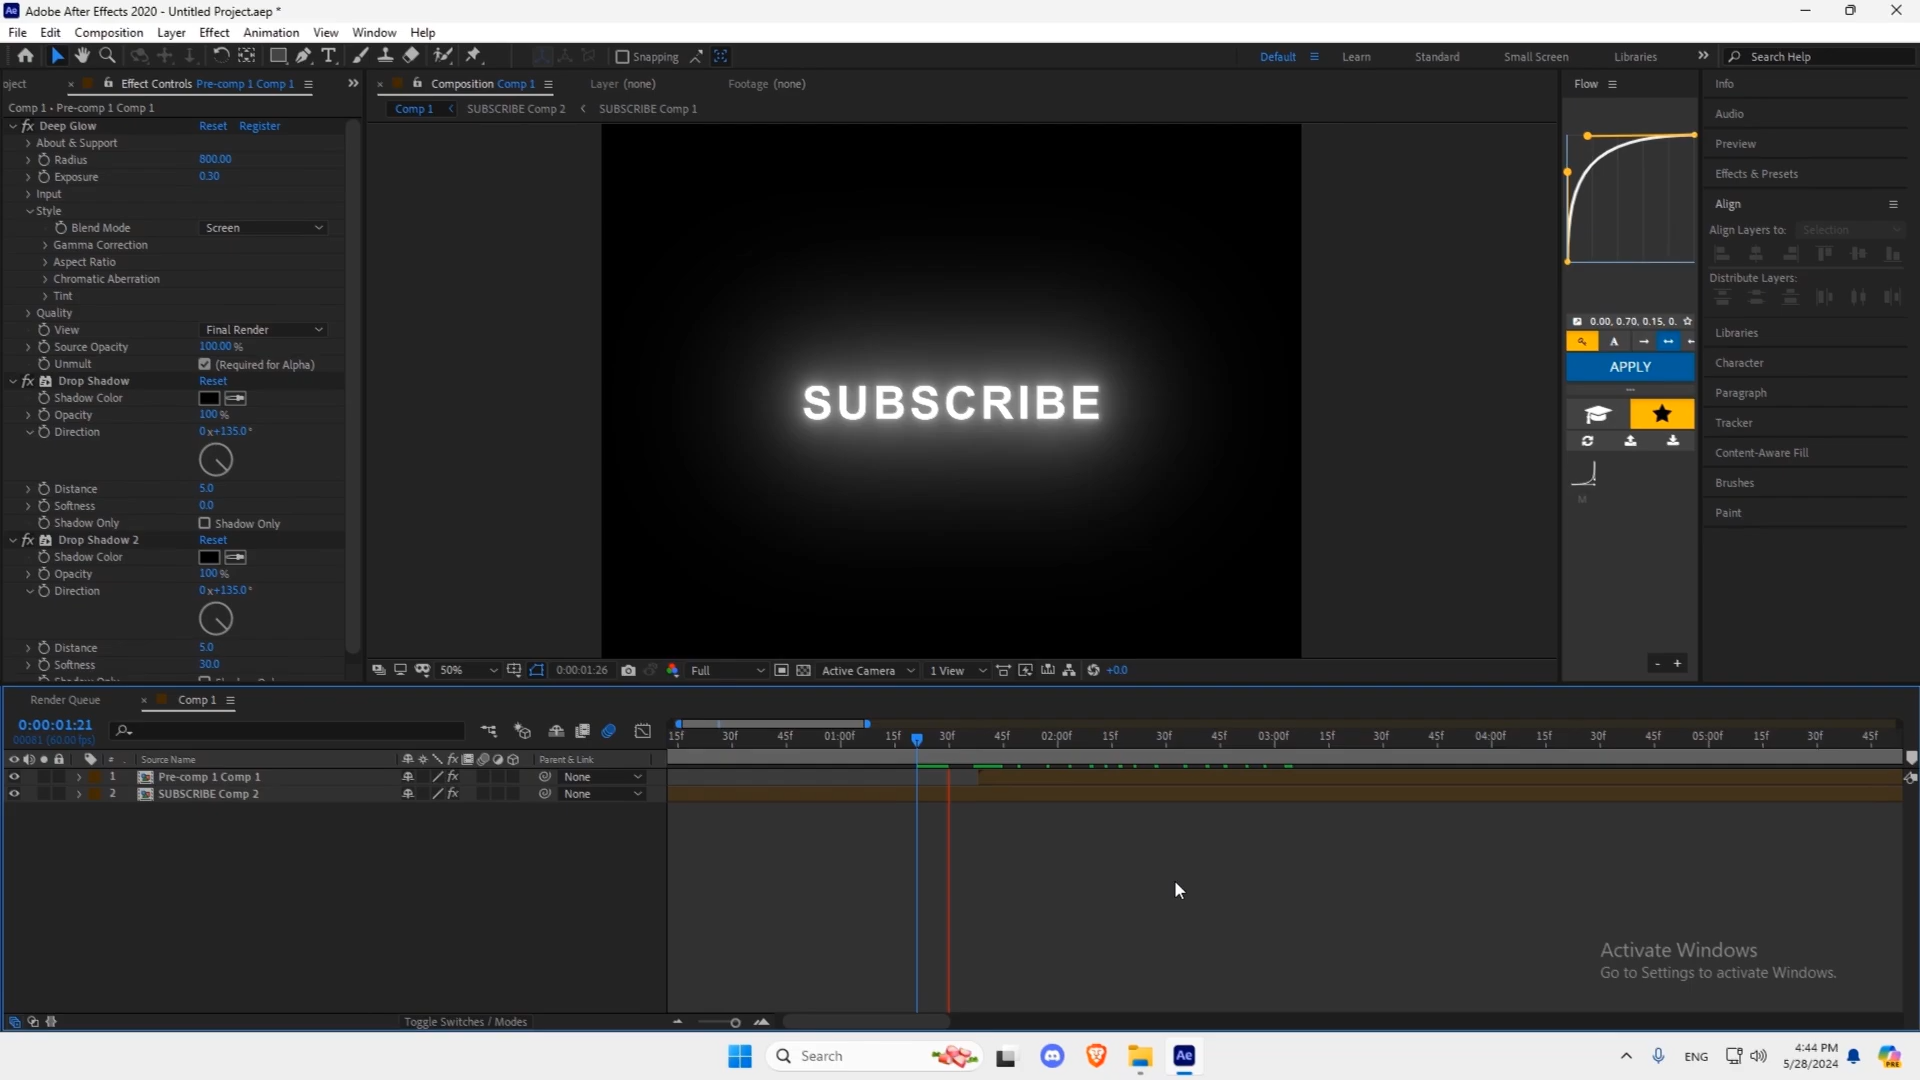 Adobe After Effects 2020 - Untitled Project.aep *
File Edit Composition Layer Effect Animation View Window Help
Snapping
Default Learn Standard Small Screen Libraries Search Help
oject Effect Controls Pre-comp 1 Comp 1
Composition Comp 1 Layer (none) Footage (none)
Flow
Info
Comp 1 • Pre-comp 1 Comp 1
Comp 1 SUBSCRIBE Comp 2 SUBSCRIBE Comp 1
Deep Glow Reset Register
About & Support
Radius 800.00
Exposure 0.30
Input
Style
Blend Mode Screen
Gamma Correction
Aspect Ratio
Chromatic Aberration
Tint
Quality
View Final Render
Source Opacity 100.00 %
Unmult (Required for Alpha)
Drop Shadow Reset
Shadow Color
Opacity 100 %
Direction 0x+135.0°
Distance 5.0
Softness 0.0
Shadow Only Shadow Only
Drop Shadow 2 Reset
Shadow Color
Opacity 100 %
Direction 0x+135.0°
Distance 5.0
Softness 30.0
SUBSCRIBE
0.00, 0.70, 0.15, 0.
A
APPLY
M
- +
Audio
Preview
Effects & Presets
Align
Align Layers to: Selection
Distribute Layers:
Libraries
Character
Paragraph
Tracker
Content-Aware Fill
Brushes
Paint
50% 0:00:01:26 Full Active Camera 1 View +0.0
Render Queue Comp 1
0:00:01:21
00081 (60.00 fps)
15f 30f 45f 01:00f 15f 30f 45f 02:00f 15f 30f 45f 03:00f 15f 30f 45f 04:00f 15f 30f 45f 05:00f 15f 30f 45f
# Source Name fx Parent & Link
1 Pre-comp 1 Comp 1 fx None
2 SUBSCRIBE Comp 2 fx None
Activate Windows
Go to Settings to activate Windows.
Toggle Switches / Modes
Search Ae ENG 4:44 PM
5/28/2024